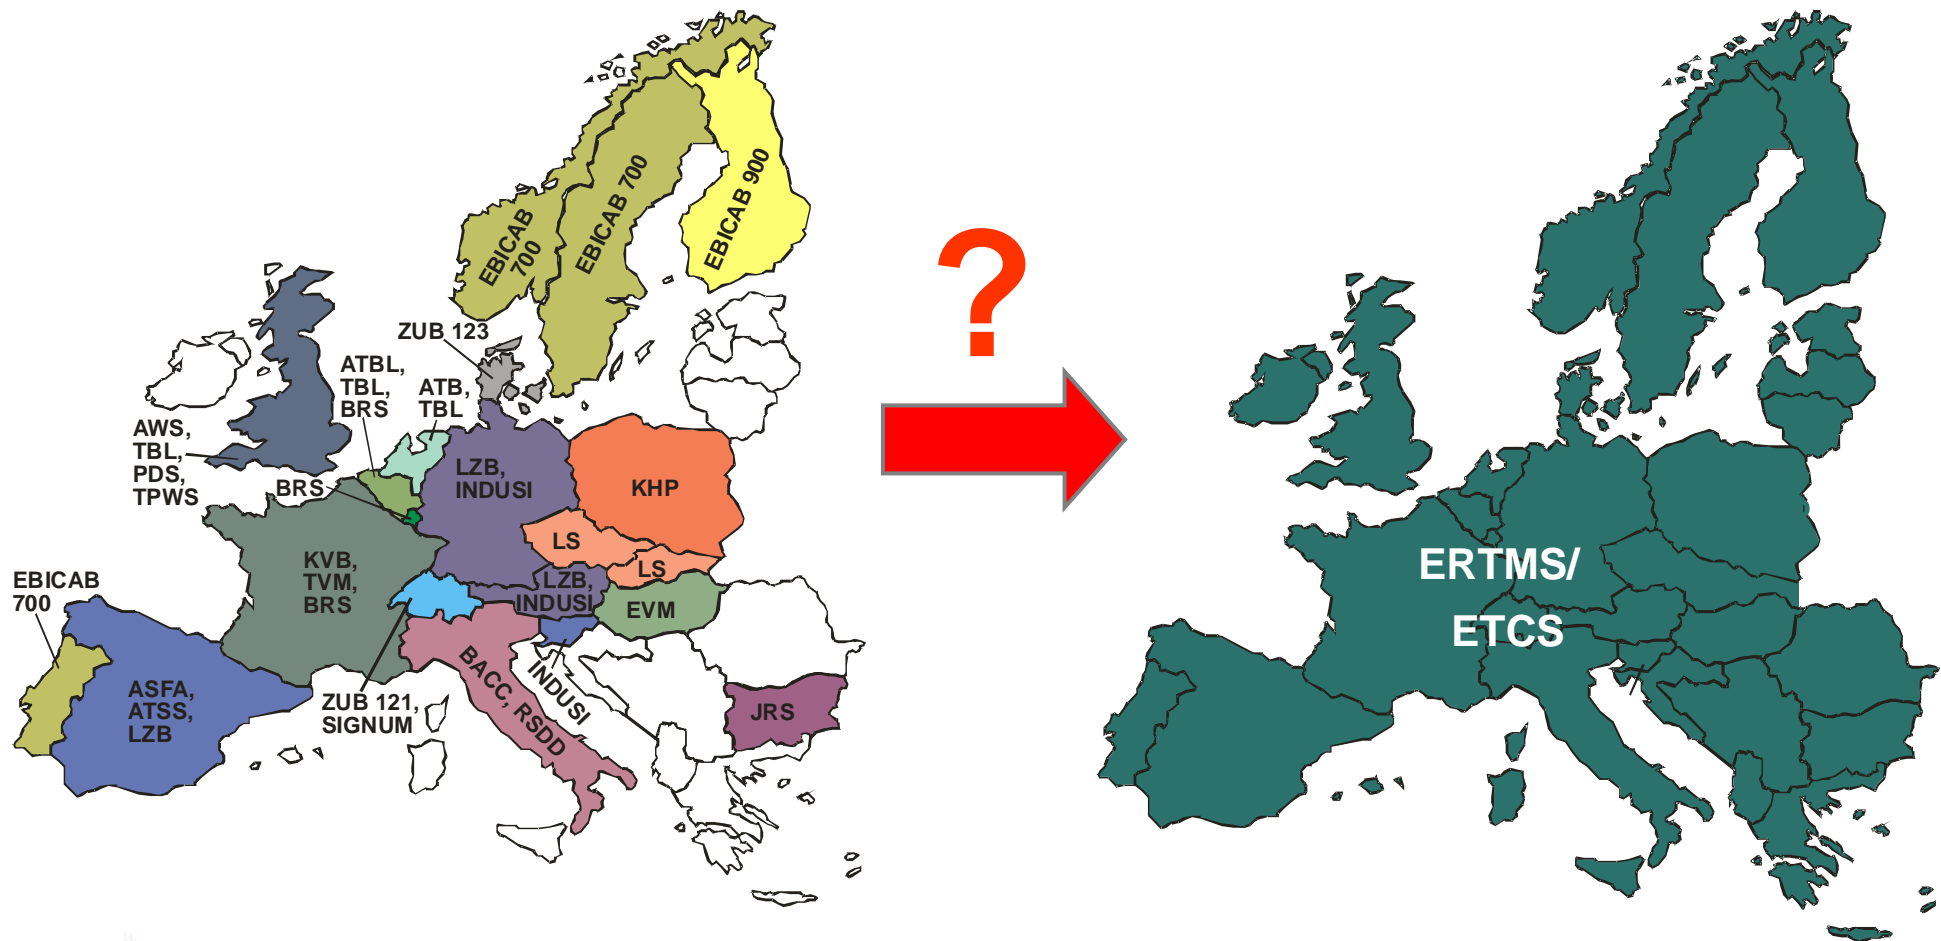 EBICAB
700
EBICAB 700
EBICAB 900
?
ZUB 123
ATBL,
TBL,
BRS
ATB,
TBL
AWS,
TBL,
PDS,
TPWS
BRS
LZB,
INDUSI
KHP
LS
LS
LZB,
INDUSI
EVM
KVB,
TVM,
BRS
EBICAB
700
ASFA,
ATSS,
LZB
ZUB 121,
SIGNUM
BACC, RSDD
INDUSI
JRS
ERTMS/
ETCS